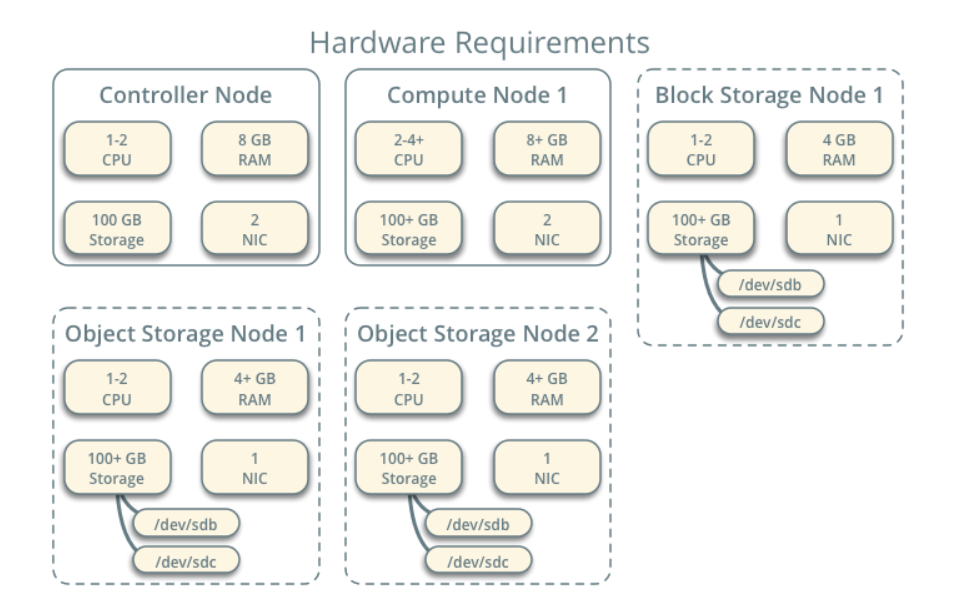 Hardware Requirements
Controller Node
1-2
CPU
8 GB
RAM
100 GB
Storage
2
NIC
Compute Node 1
2-4+
CPU
8+ GB
RAM
100+ GB
Storage
2
NIC
Block Storage Node 1
1-2
CPU
4 GB
RAM
100+ GB
Storage
1
NIC
/dev/sdb
/dev/sdc
Object Storage Node 1
1-2
CPU
4+ GB
RAM
100+ GB
Storage
1
NIC
/dev/sdb
/dev/sdc
Object Storage Node 2
1-2
CPU
4+ GB
RAM
100+ GB
Storage
1
NIC
/dev/sdb
/dev/sdc